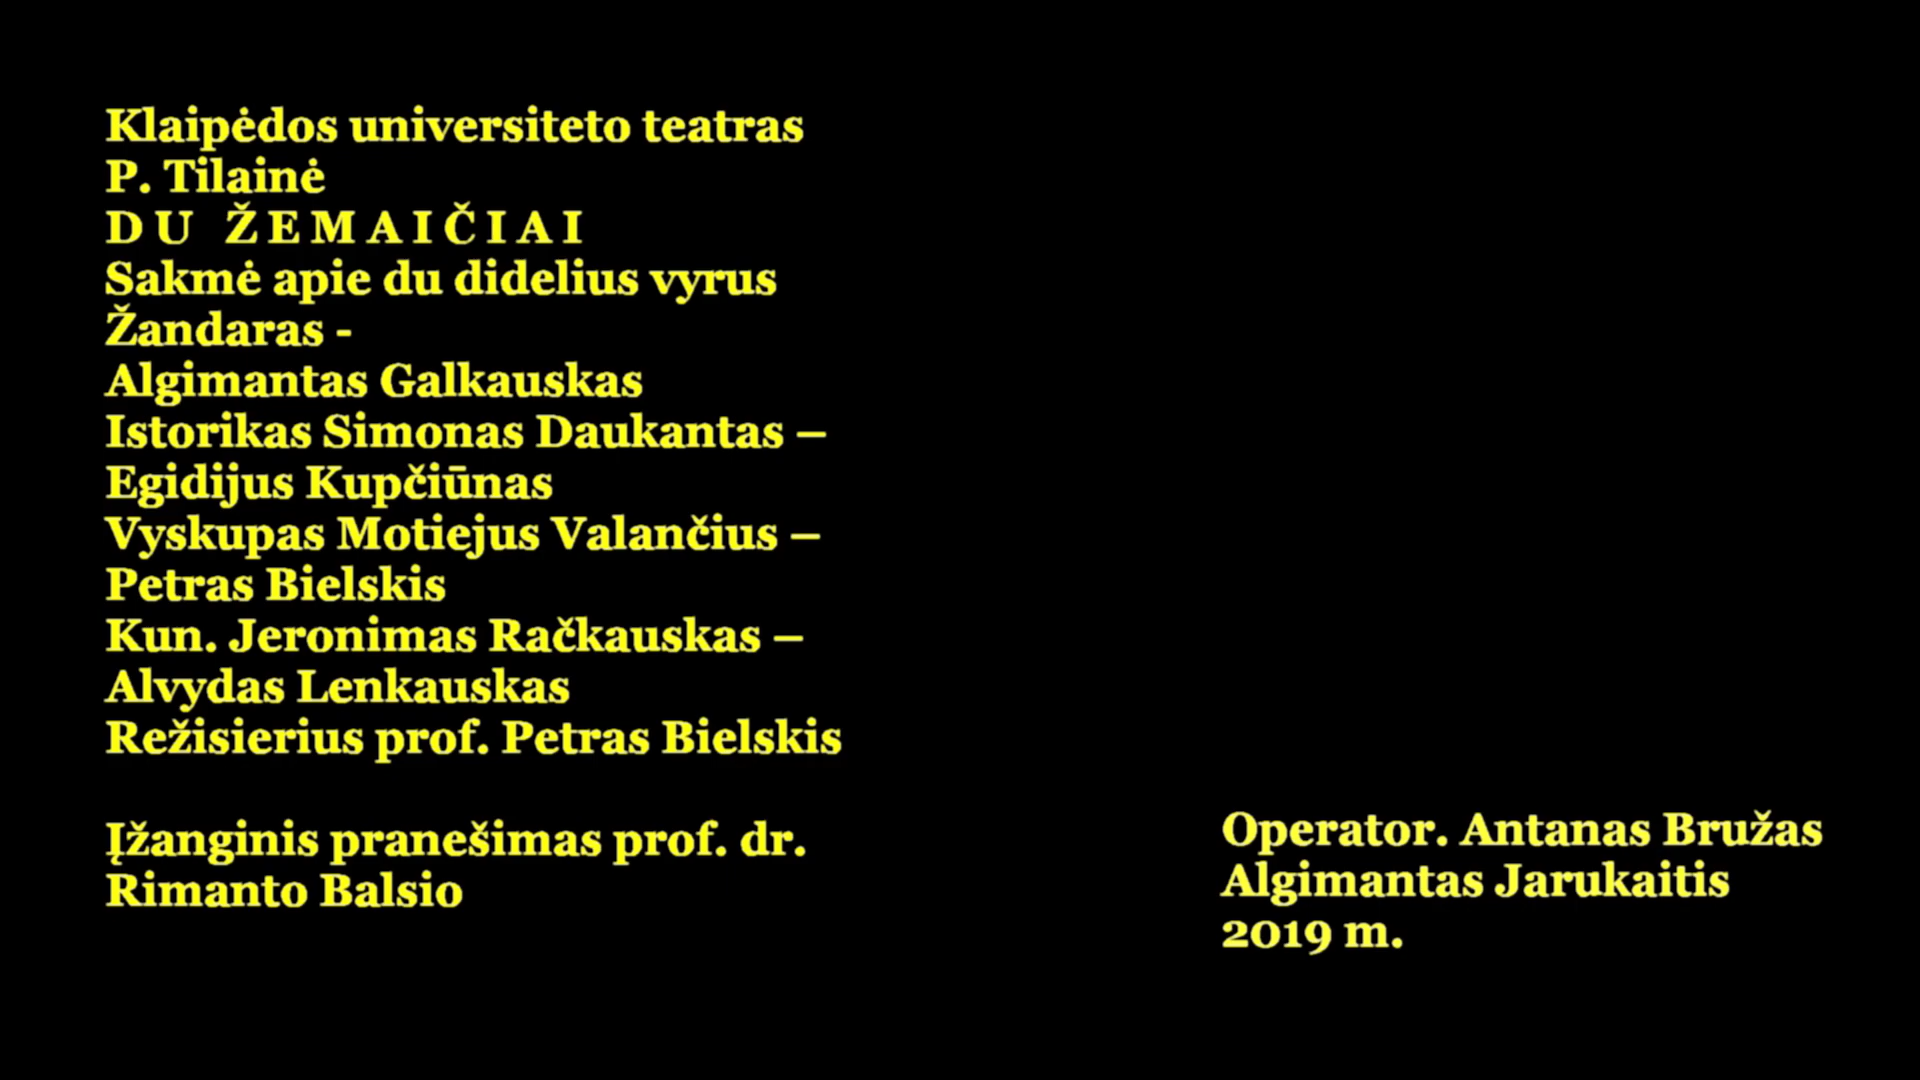 Klaipėdos universiteto teatras
P. Tilainė
DU ŽEMAIČIAI
Sakmė apie du didelius vyrus
Žandaras -
Algimantas Galkauskas
Istorikas Simonas Daukantas –
Egidijus Kupčiūnas
Vyskupas Motiejus Valančius –
Petras Bielskis
Kun. Jeronimas Račkauskas –
Alvydas Lenkauskas
Režisierius prof. Petras Bielskis
Įžanginis pranešimas prof. dr.
Rimanto Balsio
Operator. Antanas Bružas
Algimantas Jarukaitis
2019 m.